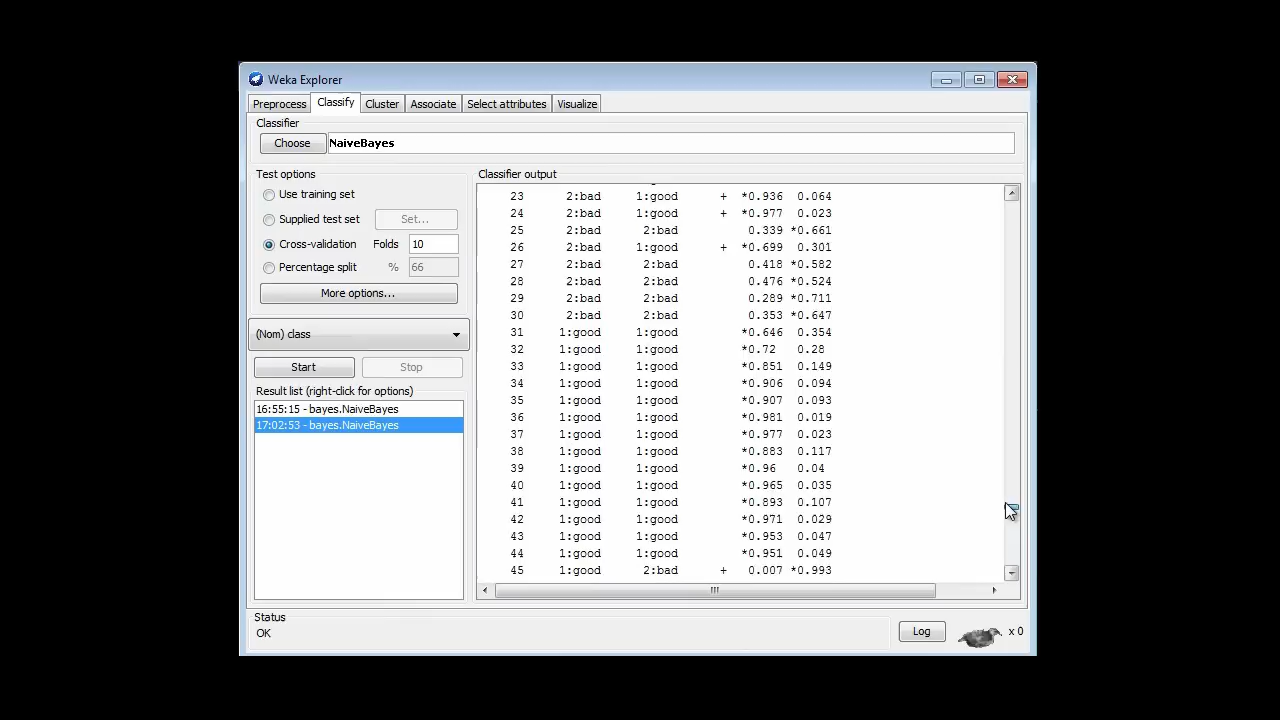 Weka Explorer
Preprocess Classify Cluster Associate Select attributes Visualize
Classifier
Choose NaiveBayes
Test options
Use training set
Supplied test set Set...
Cross-validation Folds 10
Percentage split % 66
More options...
(Nom) class
Start Stop
Result list (right-click for options)
16:55:15 - bayes.NaiveBayes
17:02:53 - bayes.NaiveBayes
Classifier output
23 2:bad 1:good + *0.936 0.064
24 2:bad 1:good + *0.977 0.023
25 2:bad 2:bad 0.339 *0.661
26 2:bad 1:good + *0.699 0.301
27 2:bad 2:bad 0.418 *0.582
28 2:bad 2:bad 0.476 *0.524
29 2:bad 2:bad 0.289 *0.711
30 2:bad 2:bad 0.353 *0.647
31 1:good 1:good *0.646 0.354
32 1:good 1:good *0.72 0.28
33 1:good 1:good *0.851 0.149
34 1:good 1:good *0.906 0.094
35 1:good 1:good *0.907 0.093
36 1:good 1:good *0.981 0.019
37 1:good 1:good *0.977 0.023
38 1:good 1:good *0.883 0.117
39 1:good 1:good *0.96 0.04
40 1:good 1:good *0.965 0.035
41 1:good 1:good *0.893 0.107
42 1:good 1:good *0.971 0.029
43 1:good 1:good *0.953 0.047
44 1:good 1:good *0.951 0.049
45 1:good 2:bad + 0.007 *0.993
Status
OK
Log x 0